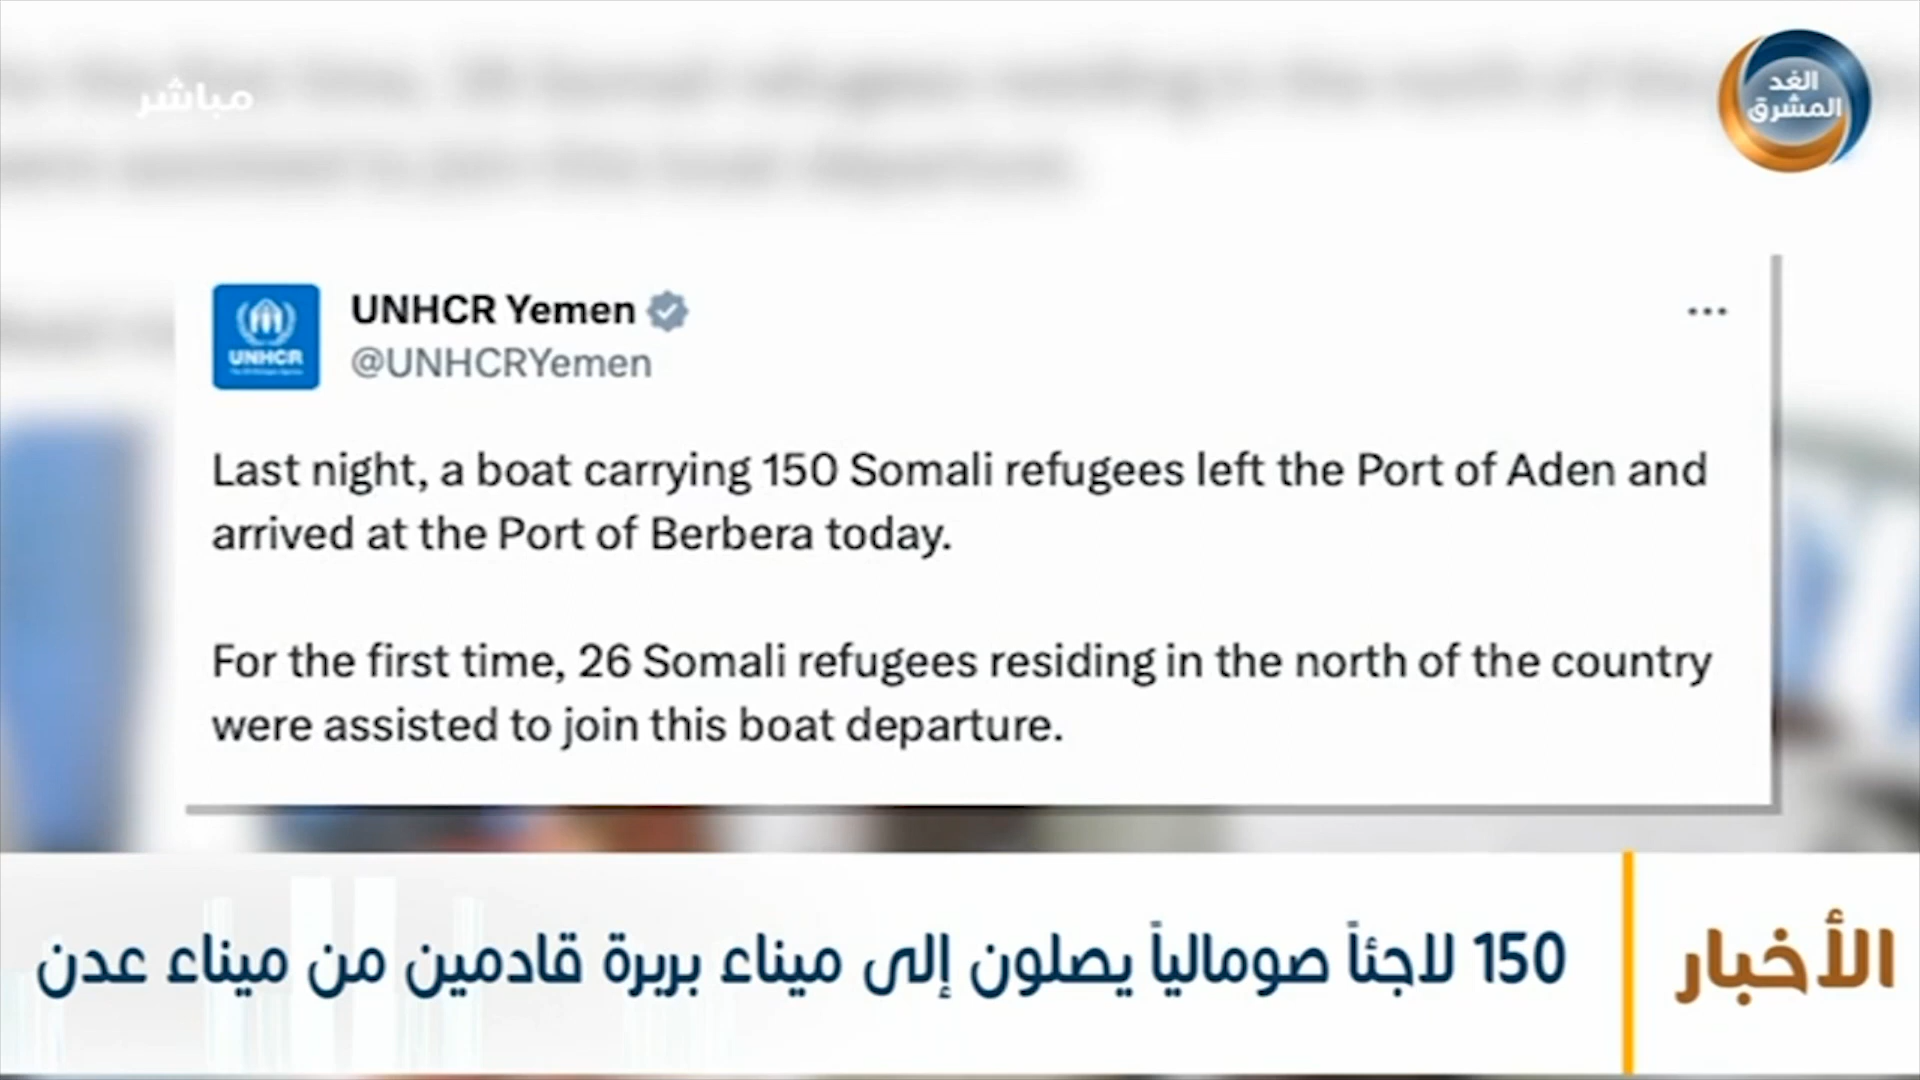 مباشر
الغد
المشرق
UNHCR
UNHCR Yemen
@UNHCRYemen
Last night, a boat carrying 150 Somali refugees left the Port of Aden and
arrived at the Port of Berbera today.
For the first time, 26 Somali refugees residing in the north of the country
were assisted to join this boat departure.
الأخبار
150 لاجئاً صومالياً يصلون إلى ميناء بربرة قادمين من ميناء عدن